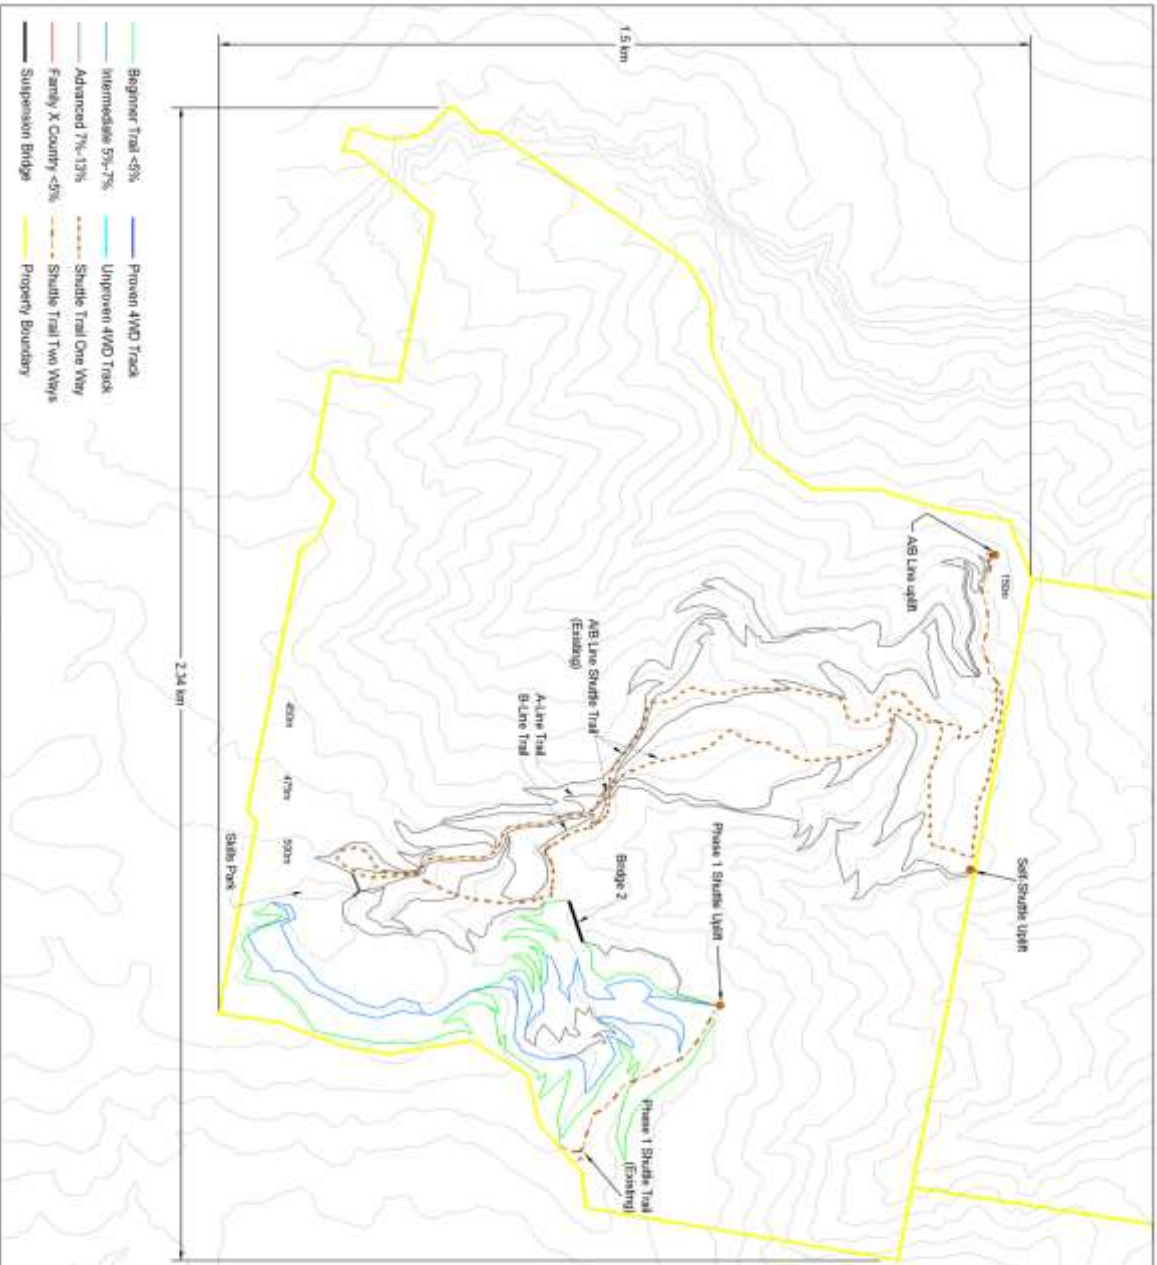 1.5 km
2.34 km
A/B Line uplift
150m
A/B Line Shuttle Trail
(Existing)
A-Line Trail
B-Line Trail
450m
475m
500m
Skills Park
Bridge 2
Phase 1 Shuttle Uplift
Self-Shuttle Uplift
Phase 1 Shuttle Trail
(Existing)
Beginner Trail <5%
Intermediate 5%-7%
Advanced 7%-13%
Family X Country <5%
Suspension Bridge
Proven 4WD Track
Unproven 4WD Track
Shuttle Trail One Way
Shuttle Trail Two Ways
Property Boundary